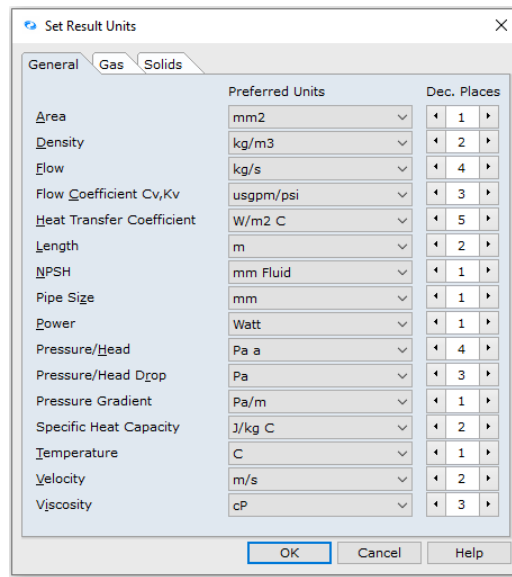 Set Result Units
General Gas Solids
Preferred Units Dec. Places
Area mm2 1
Density kg/m3 2
Flow kg/s 4
Flow Coefficient Cv,Kv usgpm/psi 3
Heat Transfer Coefficient W/m2 C 5
Length m 2
NPSH mm Fluid 1
Pipe Size mm 1
Power Watt 1
Pressure/Head Pa a 4
Pressure/Head Drop Pa 3
Pressure Gradient Pa/m 1
Specific Heat Capacity J/kg C 2
Temperature C 1
Velocity m/s 2
Viscosity cP 3
OK Cancel Help